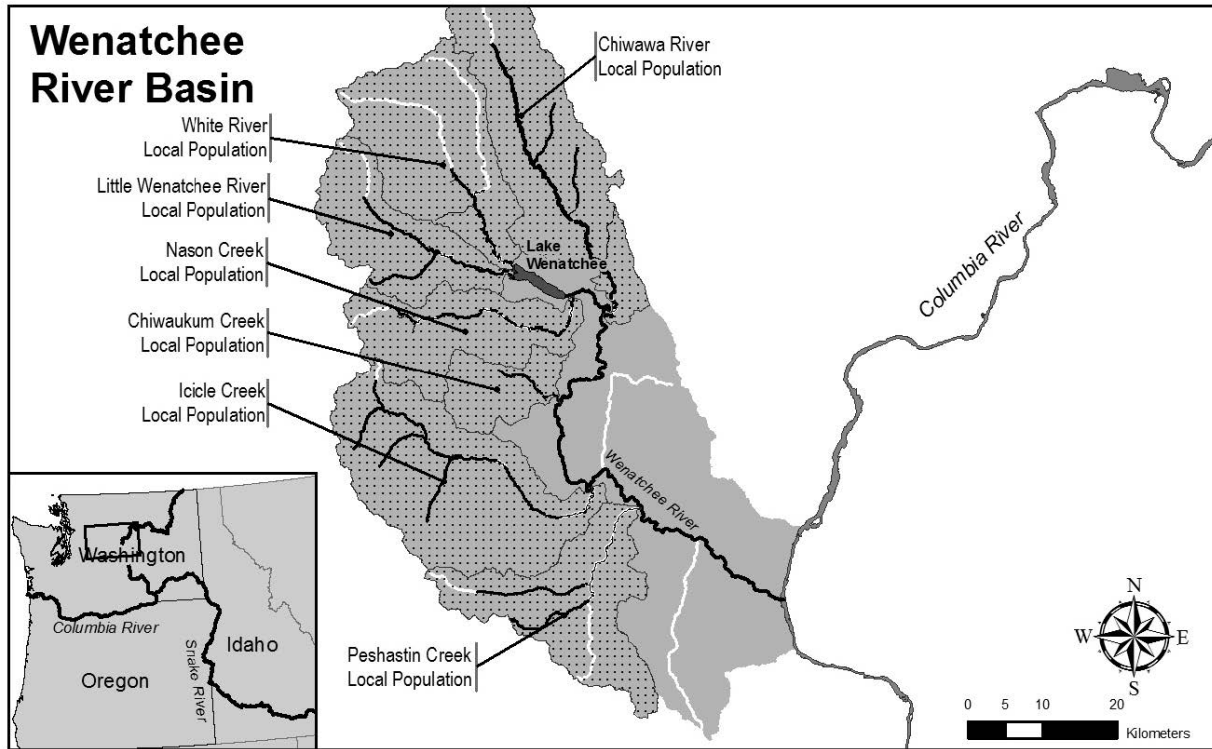 Wenatchee
River Basin
Chiwawa River
Local Population
White River
Local Population
Little Wenatchee River
Local Population
Nason Creek
Local Population
Chiwaukum Creek
Local Population
Icicle Creek
Local Population
Lake
Wenatchee
Columbia River
Wenatchee River
Peshastin Creek
Local Population
Washington
Columbia River
Oregon
Snake River
Idaho
N
W E
S
0 5 10 20
Kilometers